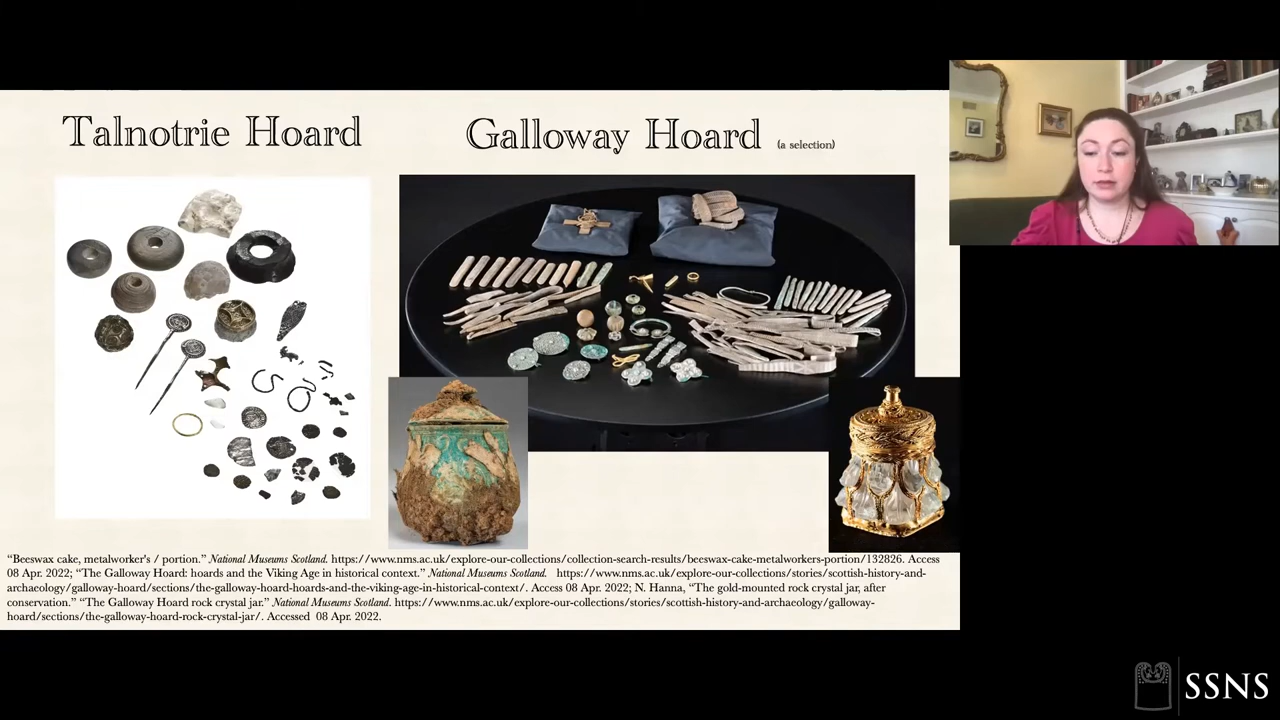 Talnotrie Hoard
Galloway Hoard (a selection)
“Beeswax cake, metalworker's / portion.” National Museums Scotland. https://www.nms.ac.uk/explore-our-collections/collection-search-results/beeswax-cake-metalworkers-portion/132826. Access
08 Apr. 2022; “The Galloway Hoard: hoards and the Viking Age in historical context.” National Museums Scotland. https://www.nms.ac.uk/explore-our-collections/stories/scottish-history-and-
archaeology/galloway-hoard/sections/the-galloway-hoard-hoards-and-the-viking-age-in-historical-context/. Access 08 Apr. 2022; N. Hanna, “The gold-mounted rock crystal jar, after
conservation.” “The Galloway Hoard rock crystal jar.” National Museums Scotland. https://www.nms.ac.uk/explore-our-collections/stories/scottish-history-and-archaeology/galloway-
hoard/sections/the-galloway-hoard-rock-crystal-jar/. Accessed 08 Apr. 2022.
SSNS